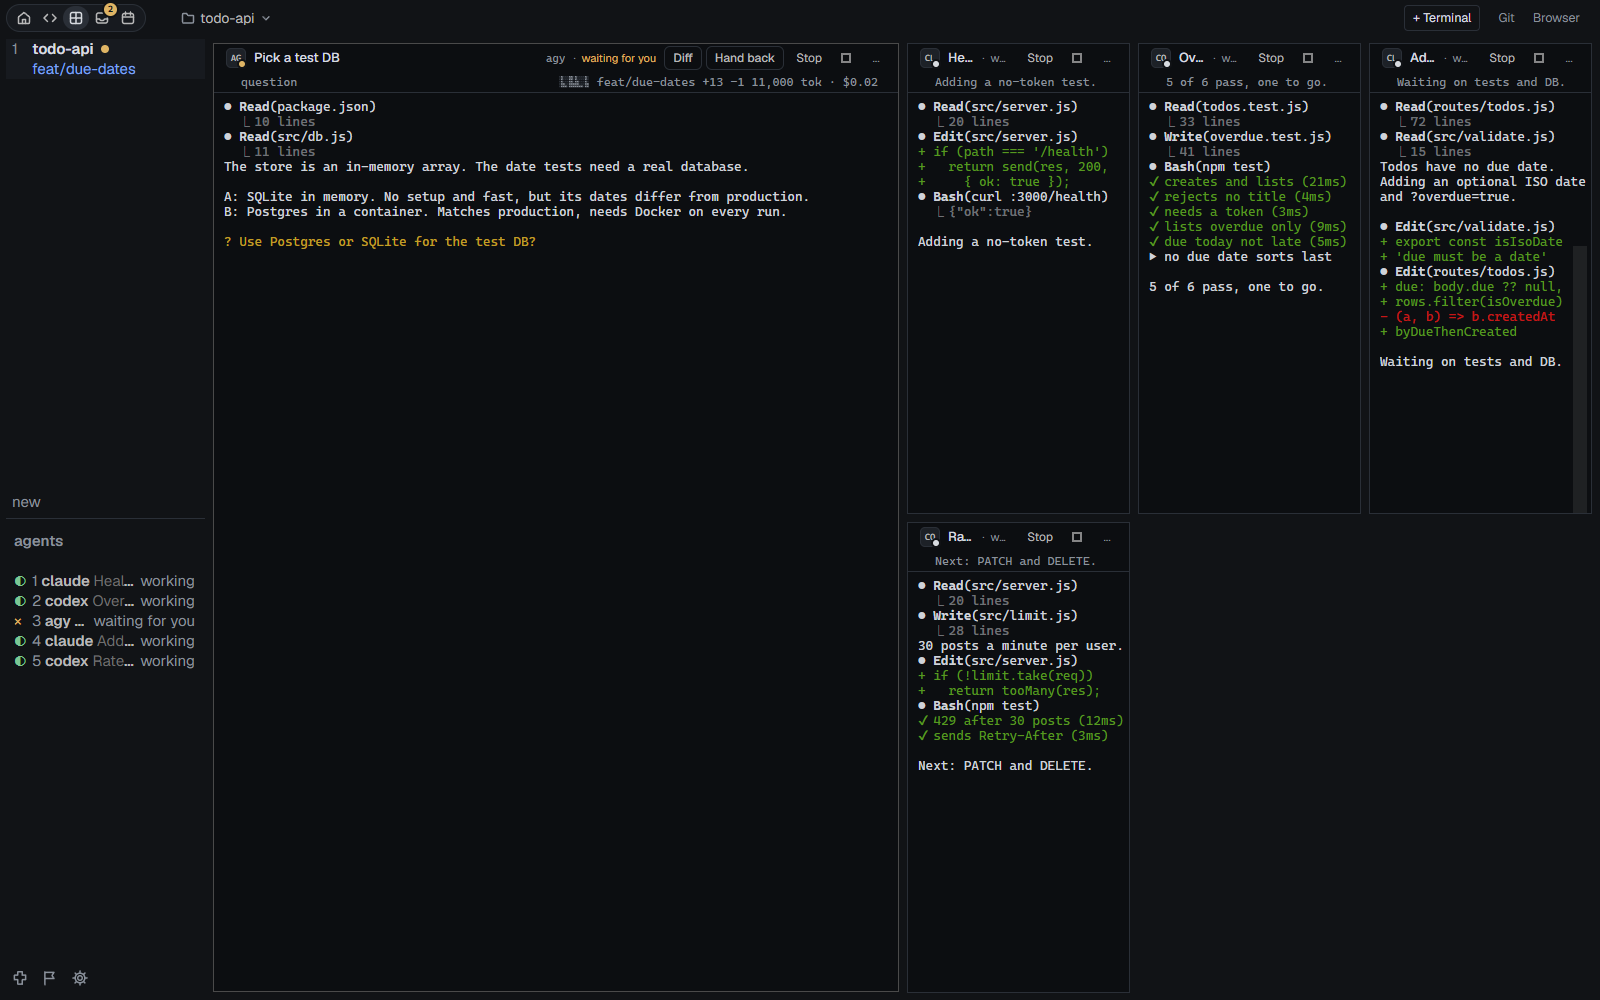 2
todo-api
+ Terminal
Git
Browser
1 todo-api
feat/due-dates
new
agents
1 claude Heal... working
2 codex Over... working
3 agy ... waiting for you
4 claude Add... working
5 codex Rate... working
AG Pick a test DB
agy · waiting for you
Diff
Hand back
Stop
...
question
feat/due-dates +13 -1 11,000 tok · $0.02
● Read(package.json)
10 lines
● Read(src/db.js)
11 lines
The store is an in-memory array. The date tests need a real database.
A: SQLite in memory. No setup and fast, but its dates differ from production.
B: Postgres in a container. Matches production, needs Docker on every run.
? Use Postgres or SQLite for the test DB?
CL He... · w... Stop ...
Adding a no-token test.
● Read(src/server.js)
20 lines
● Edit(src/server.js)
+ if (path === '/health')
+ return send(res, 200,
+ { ok: true });
● Bash(curl :3000/health)
{"ok":true}
Adding a no-token test.
CO Ov... · w... Stop ...
5 of 6 pass, one to go.
● Read(todos.test.js)
33 lines
● Write(overdue.test.js)
41 lines
● Bash(npm test)
✓ creates and lists (21ms)
✓ rejects no title (4ms)
✓ needs a token (3ms)
✓ lists overdue only (9ms)
✓ due today not late (5ms)
▶ no due date sorts last
5 of 6 pass, one to go.
CL Ad... · w... Stop ...
Waiting on tests and DB.
● Read(routes/todos.js)
72 lines
● Read(src/validate.js)
15 lines
Todos have no due date.
Adding an optional ISO date
and ?overdue=true.
● Edit(src/validate.js)
+ export const isIsoDate
+ 'due must be a date'
● Edit(routes/todos.js)
+ due: body.due ?? null,
+ rows.filter(isOverdue)
- (a, b) => b.createdAt
+ byDueThenCreated
Waiting on tests and DB.
CO Ra... · w... Stop ...
Next: PATCH and DELETE.
● Read(src/server.js)
20 lines
● Write(src/limit.js)
28 lines
30 posts a minute per user.
● Edit(src/server.js)
+ if (!limit.take(req))
+ return tooMany(res);
● Bash(npm test)
✓ 429 after 30 posts (12ms)
✓ sends Retry-After (3ms)
Next: PATCH and DELETE.